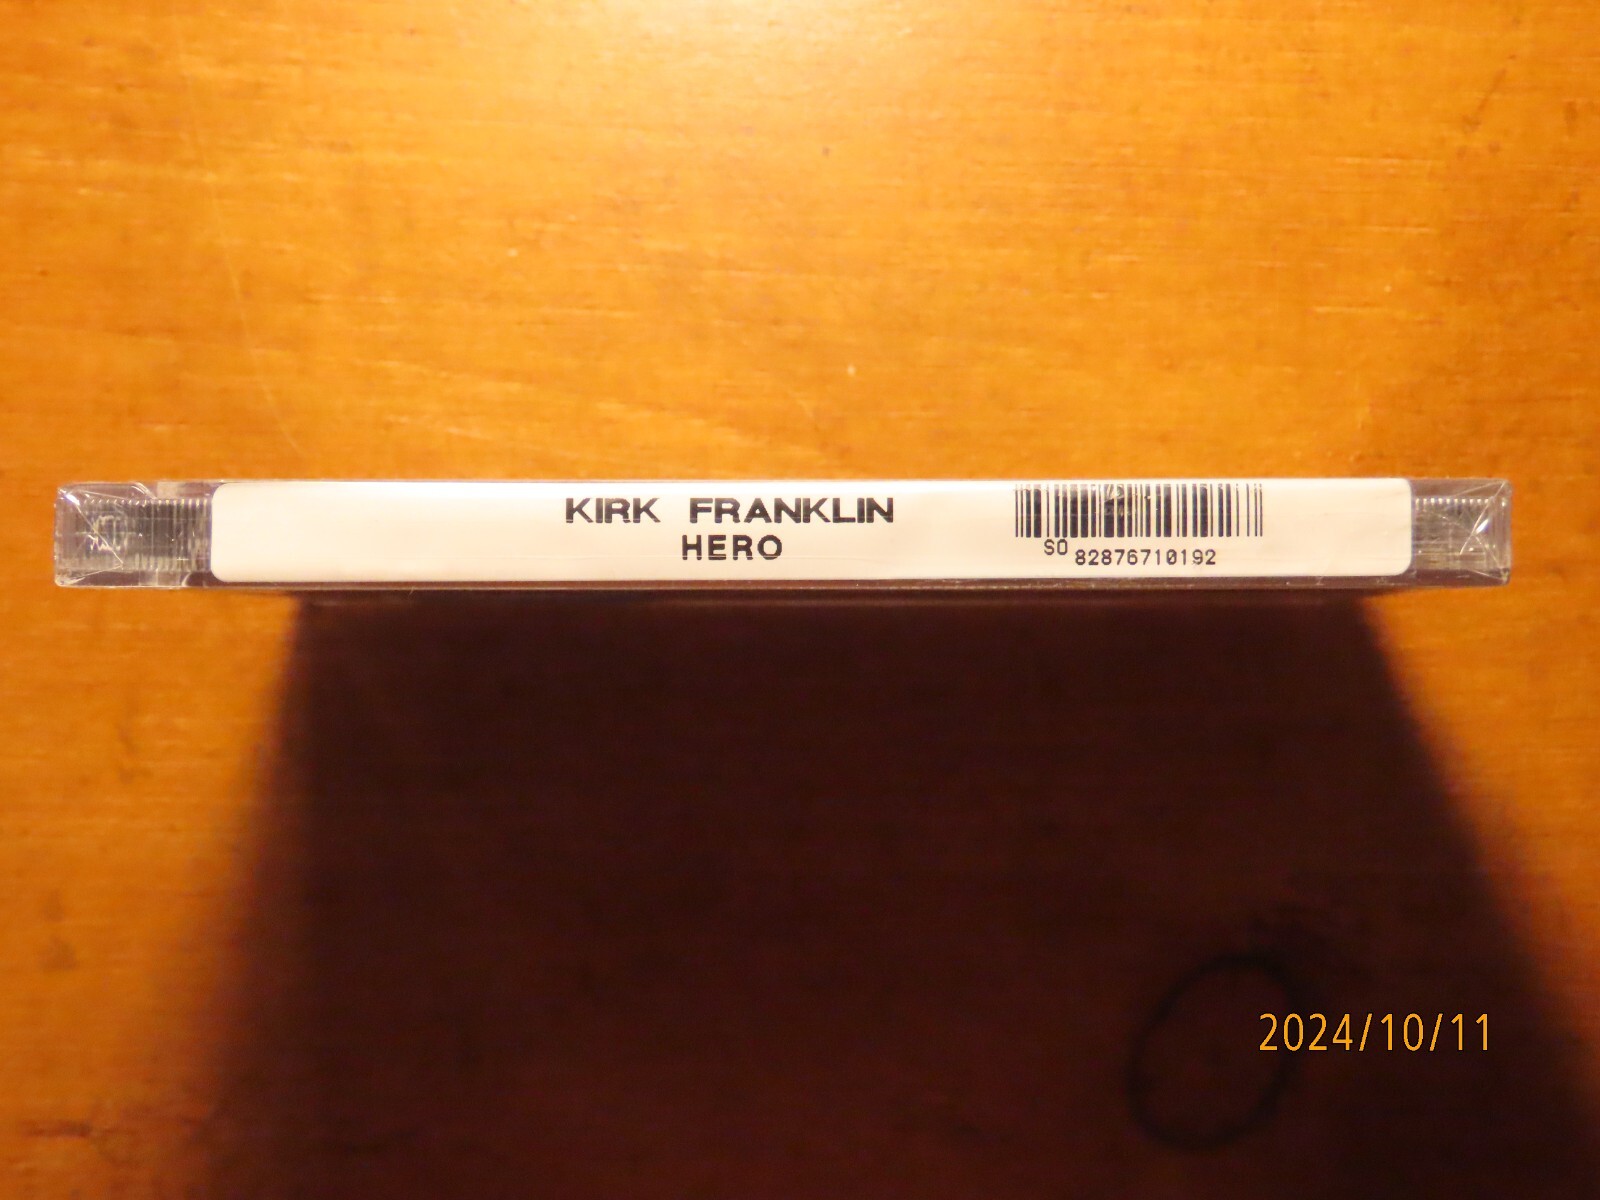 KIRK FRANKLIN
HERO
SO 82876710192
2024/10/11